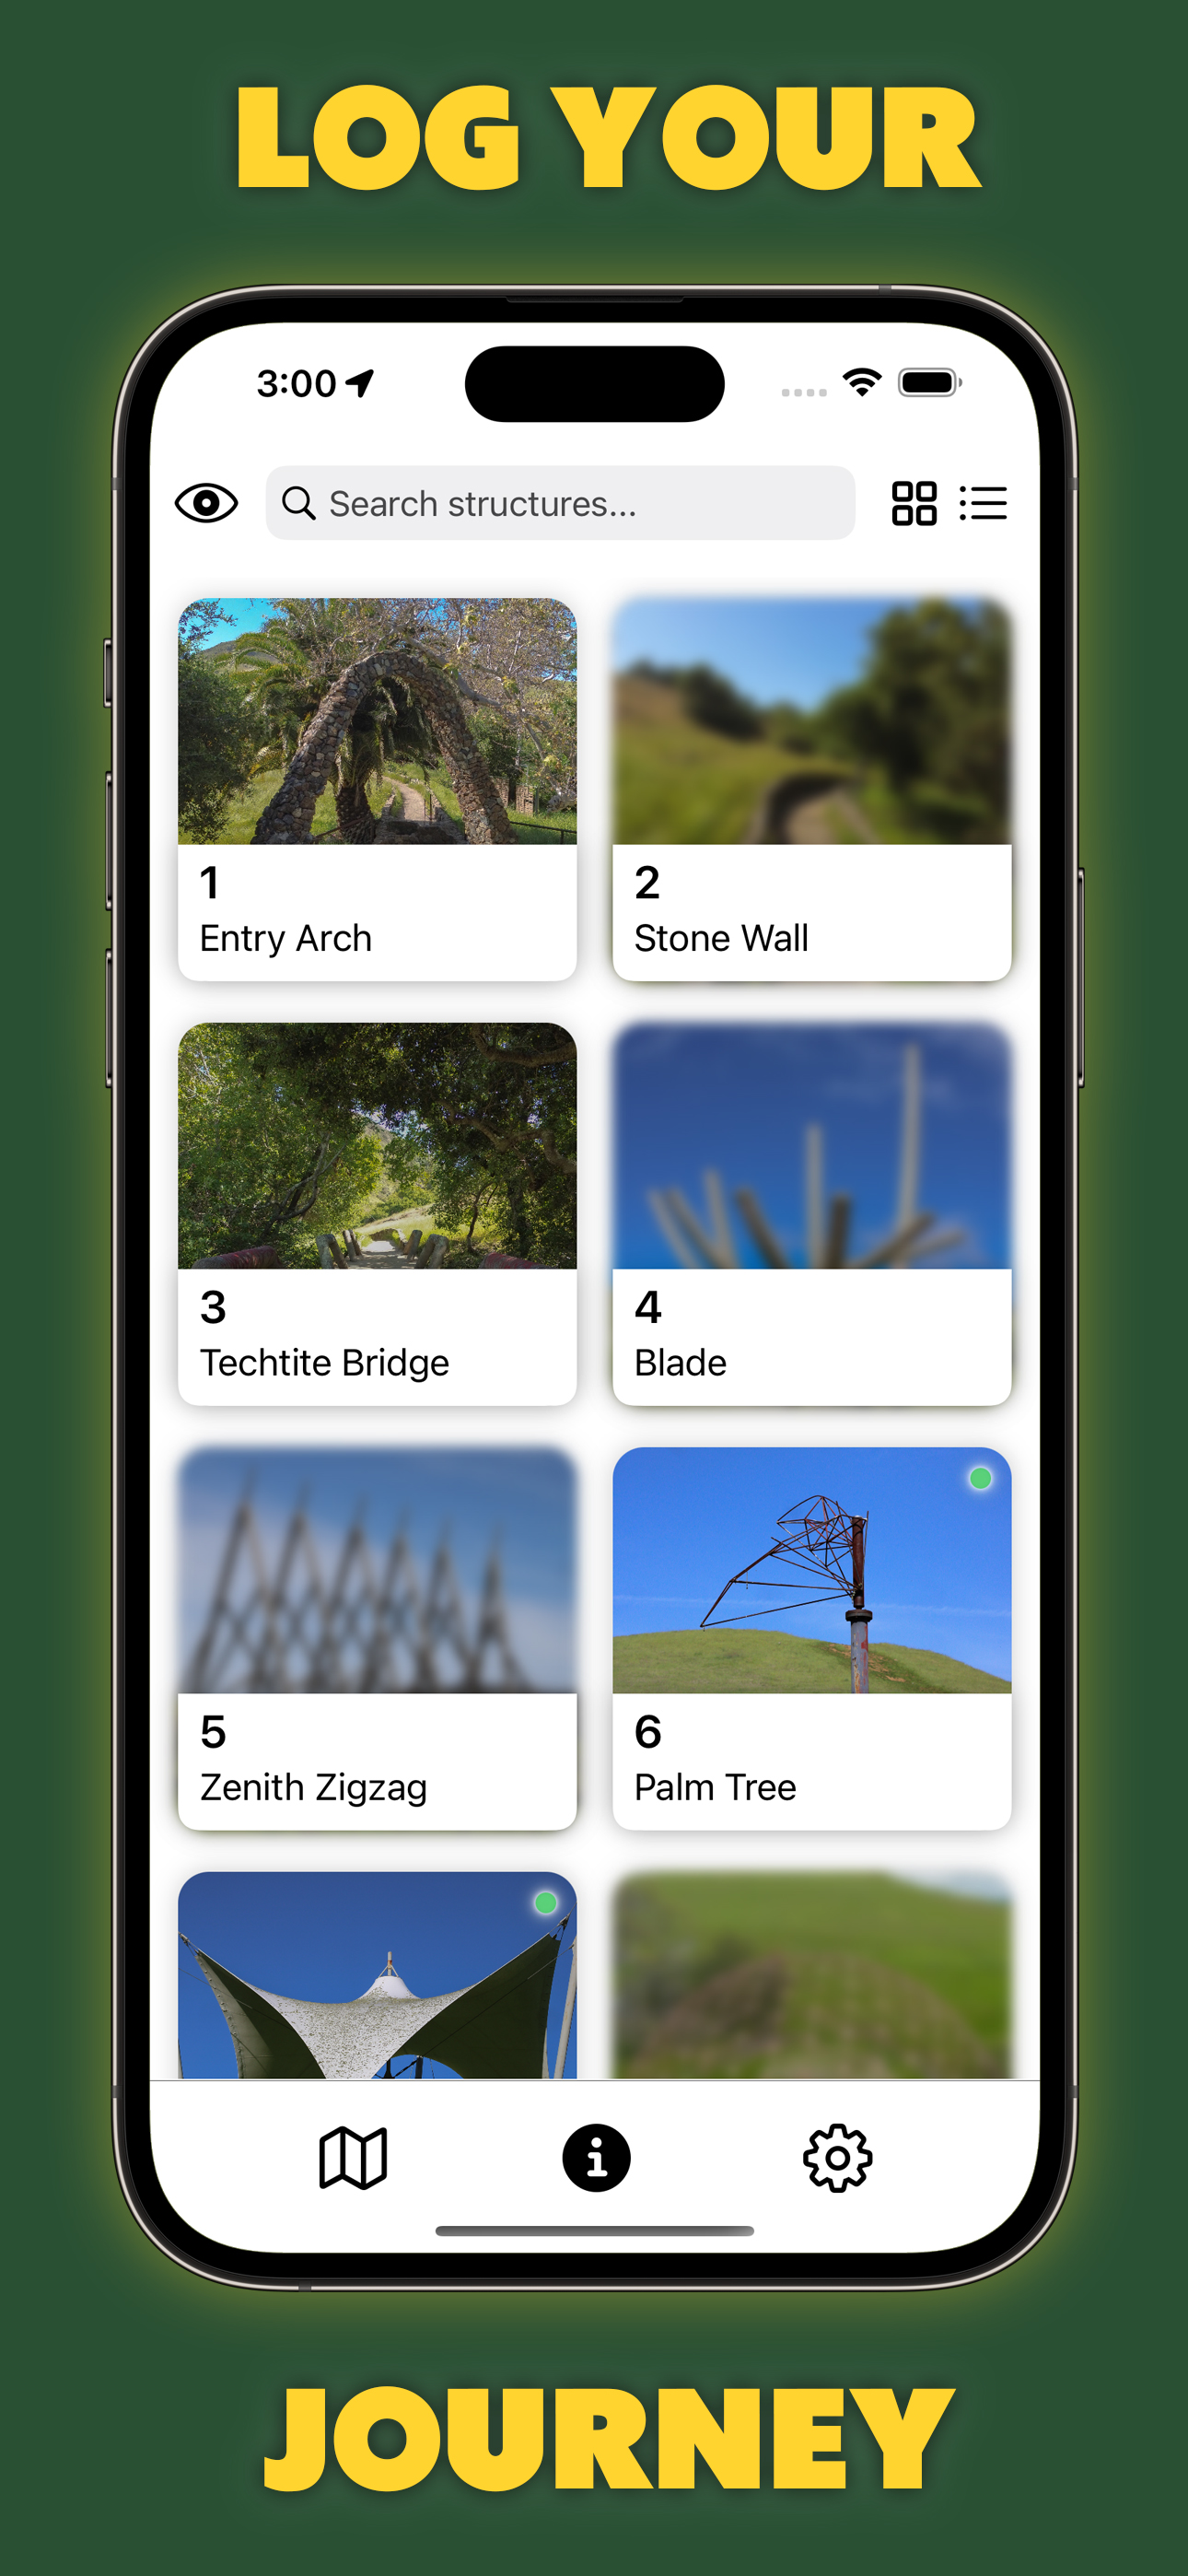 LOG YOUR
3:00
Search structures...
1
Entry Arch
2
Stone Wall
3
Techtite Bridge
4
Blade
5
Zenith Zigzag
6
Palm Tree
JOURNEY